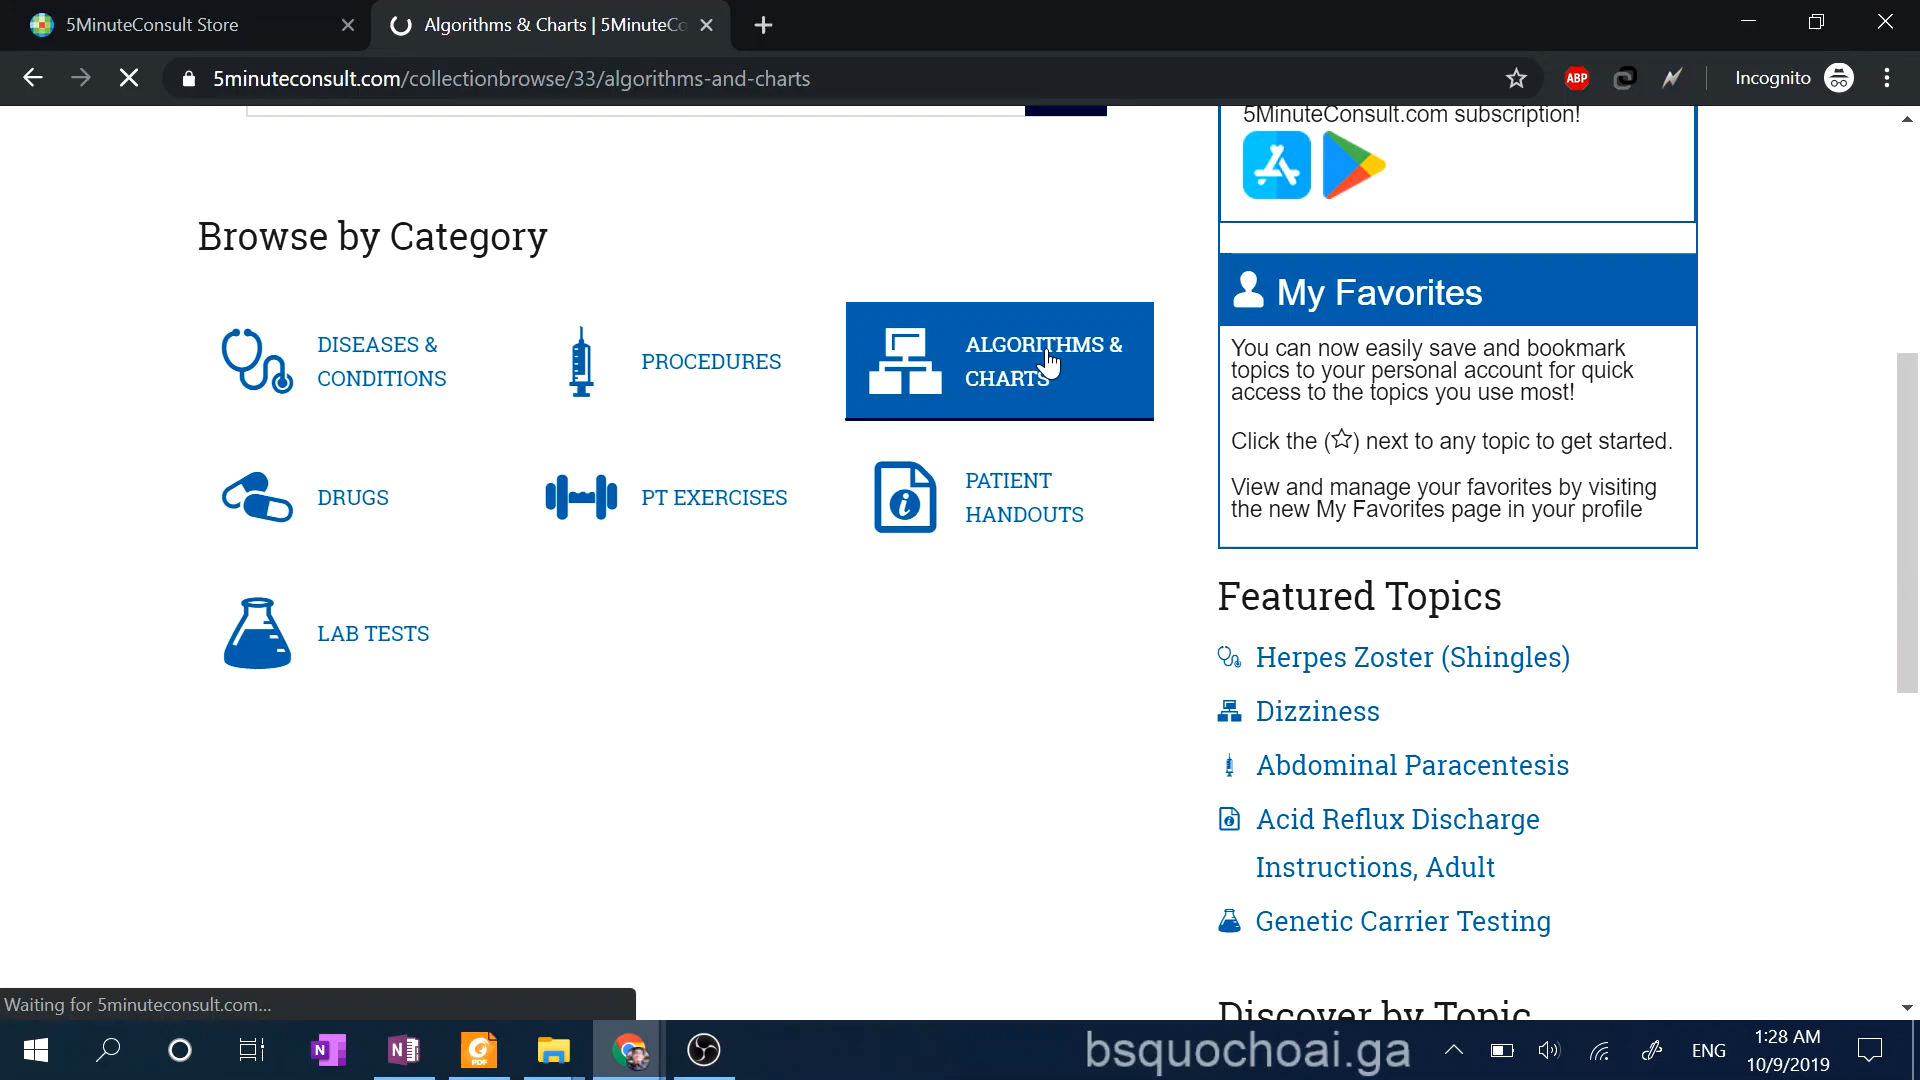 5MinuteConsult Store
Algorithms & Charts | 5MinuteCo
5minuteconsult.com/collectionbrowse/33/algorithms-and-charts
ABP
Incognito
5MinuteConsult.com subscription!
Browse by Category
DISEASES &
CONDITIONS
PROCEDURES
ALGORITHMS &
CHARTS
DRUGS
PT EXERCISES
PATIENT
HANDOUTS
LAB TESTS
My Favorites
You can now easily save and bookmark
topics to your personal account for quick
access to the topics you use most!
Click the (☆) next to any topic to get started.
View and manage your favorites by visiting
the new My Favorites page in your profile
Featured Topics
Herpes Zoster (Shingles)
Dizziness
Abdominal Paracentesis
Acid Reflux Discharge
Instructions, Adult
Genetic Carrier Testing
Discover by Topic
Waiting for 5minuteconsult.com...
N
N
PDF
bsquochoai.ga
ENG
1:28 AM
10/9/2019